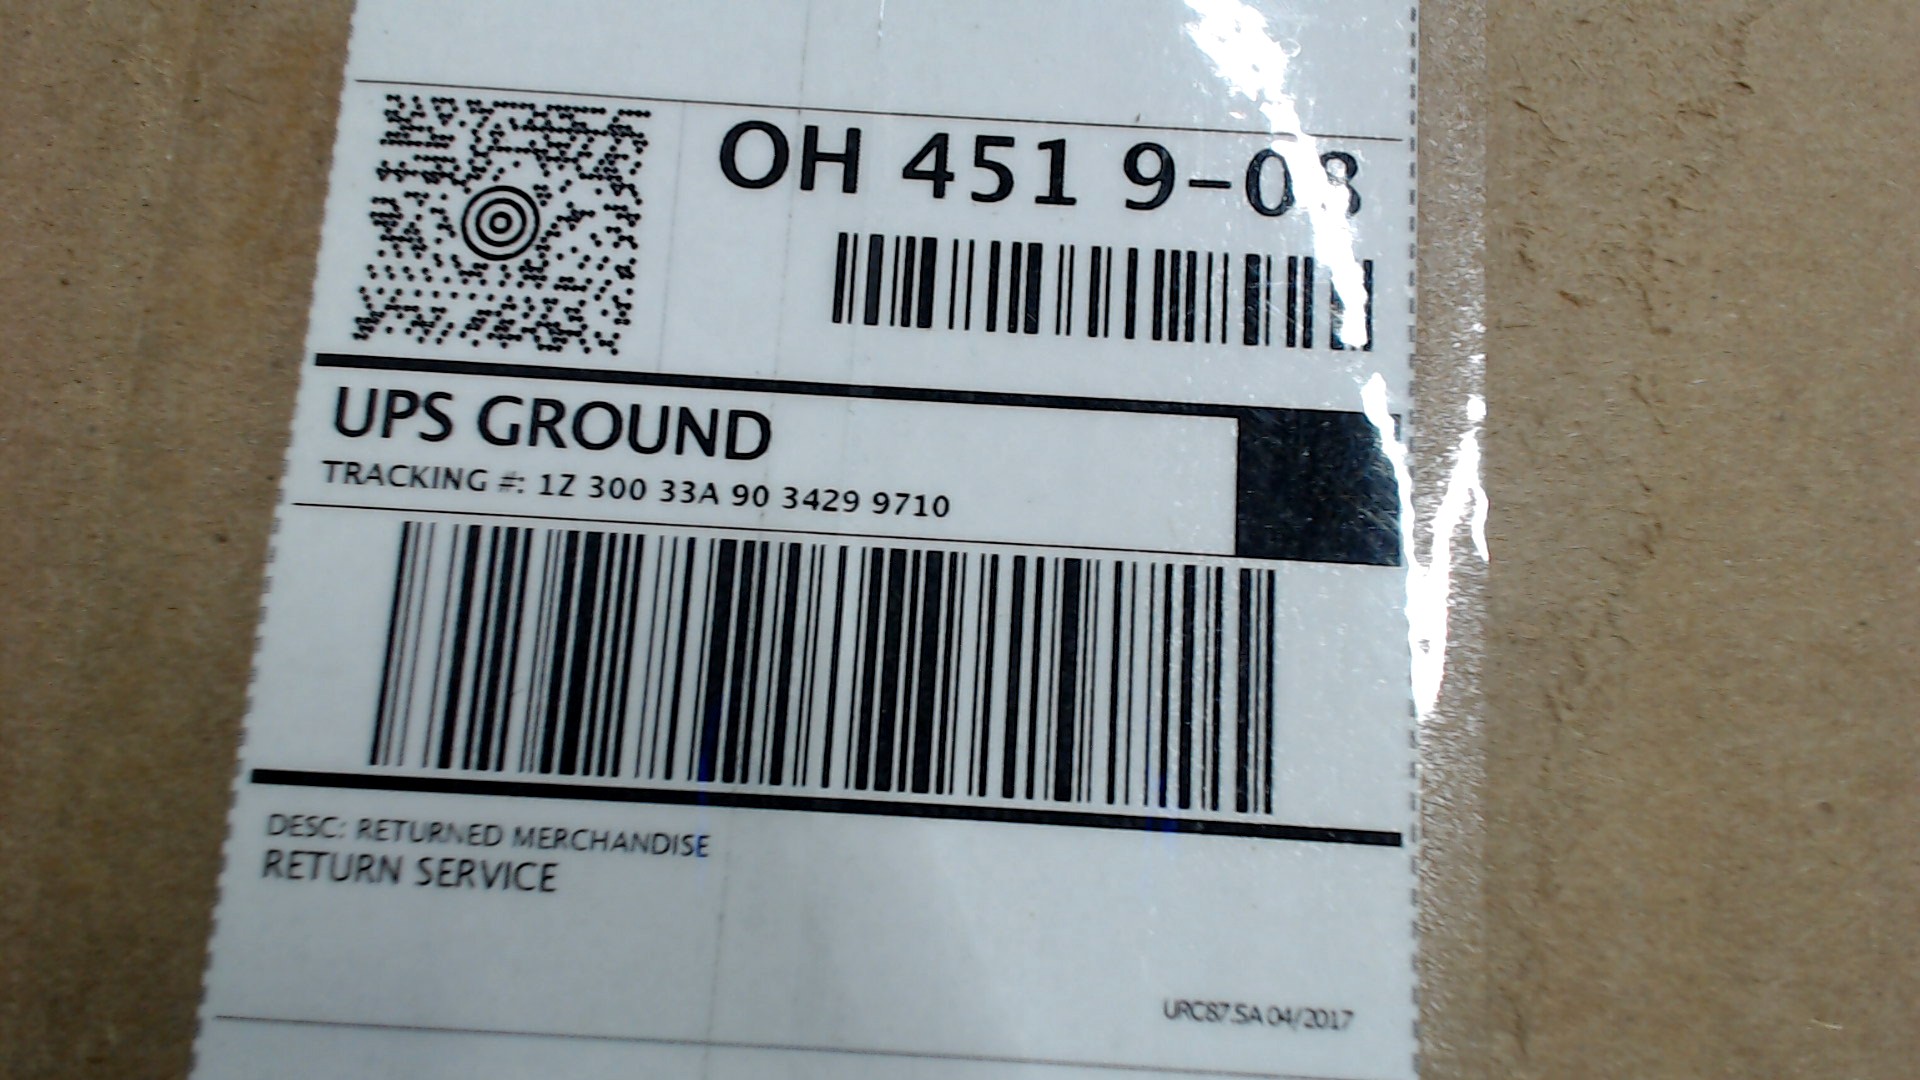 OH 451 9-03
UPS GROUND
TRACKING #: 1Z 300 33A 90 3429 9710
DESC: RETURNED MERCHANDISE
RETURN SERVICE
URC87.5A 04/2017